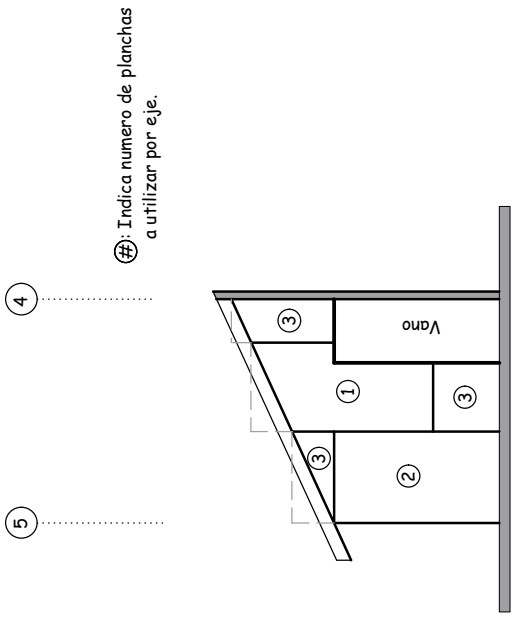 5
4
#: Indica numero de planchas
a utilizar por eje.
3
3
1
Vano
2
3